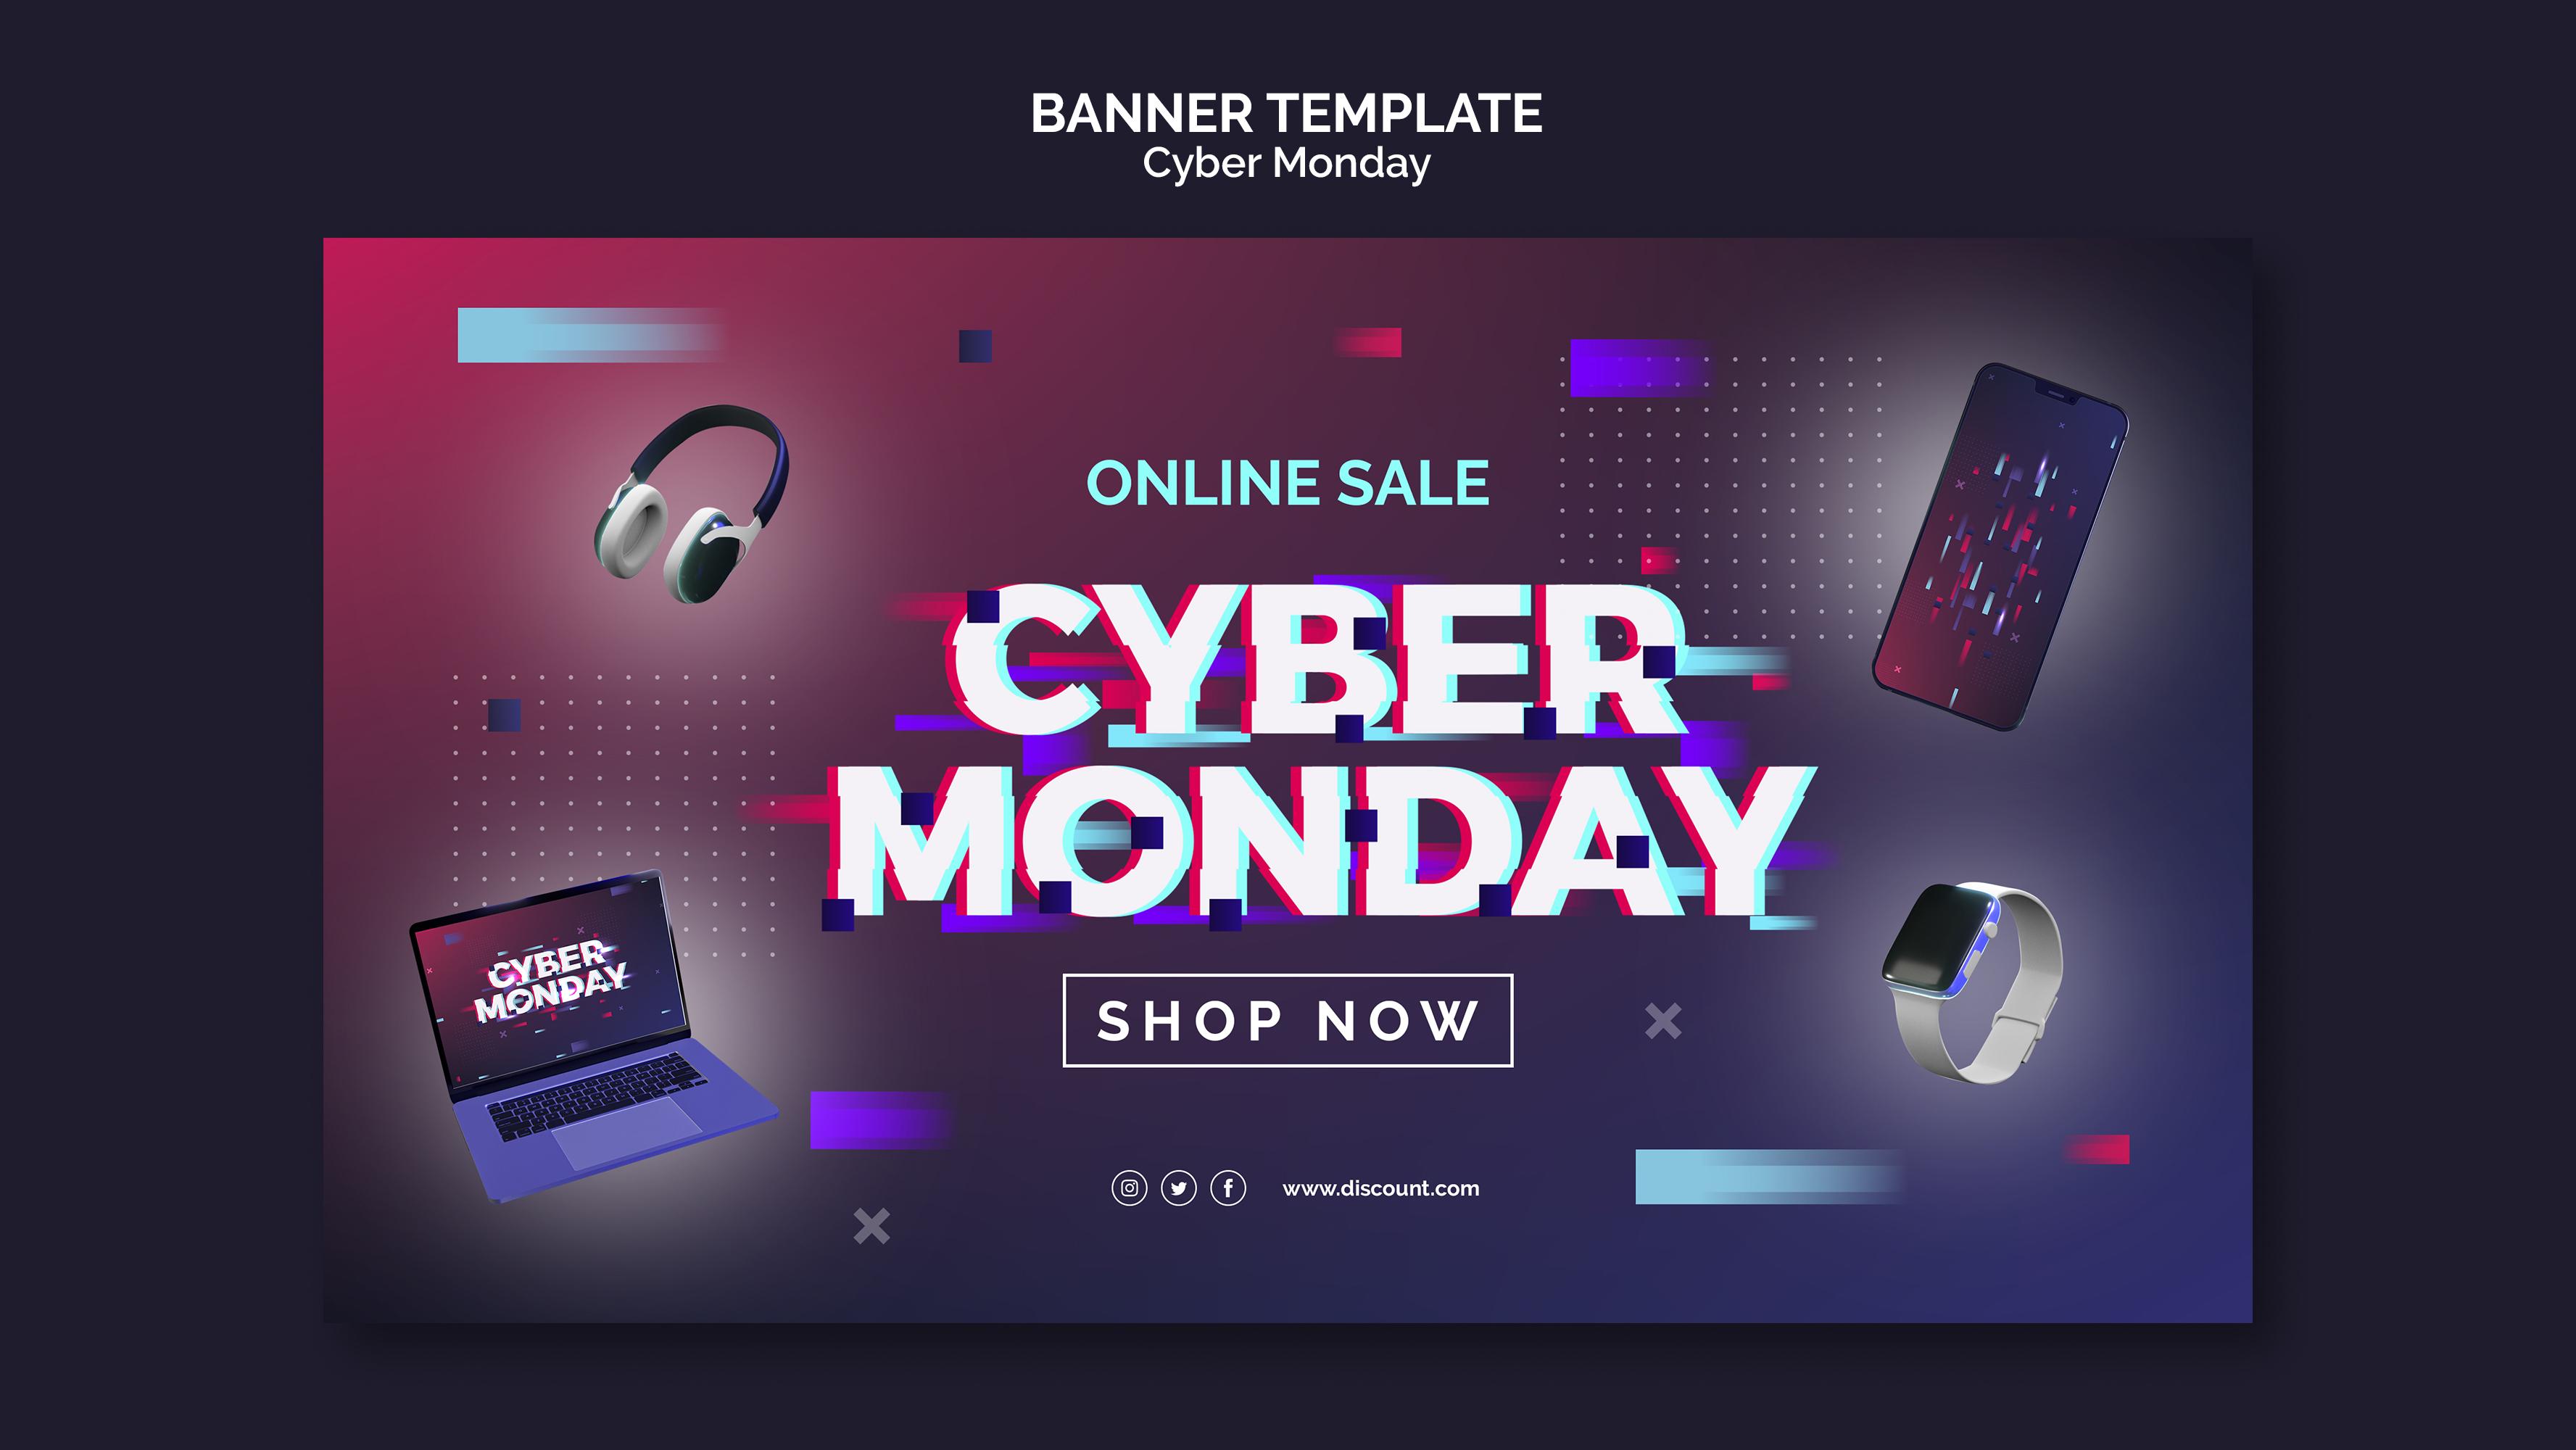 BANNER TEMPLATE
Cyber Monday
ONLINE SALE
CYBER
MONDAY
CYBER
MONDAY
SHOP NOW
www.discount.com